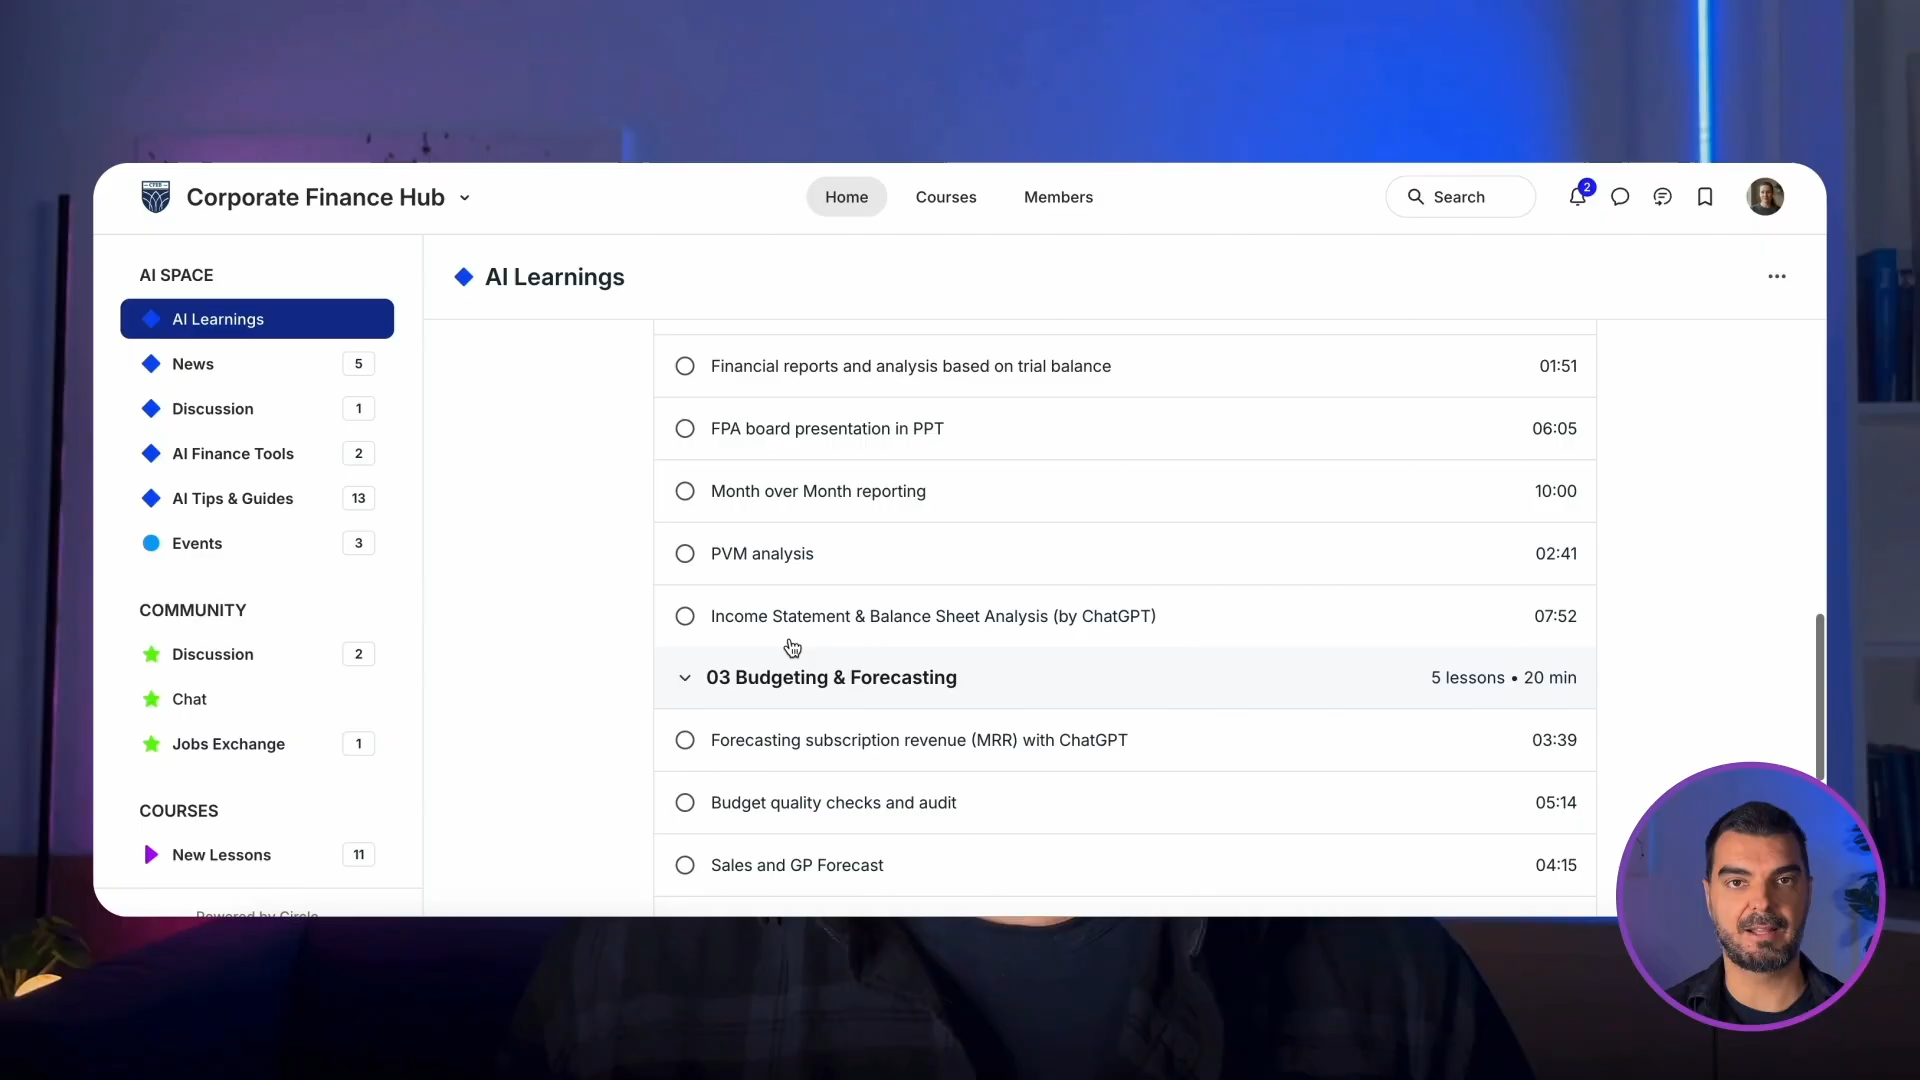 Corporate Finance Hub
Home
Courses
Members
Search
2
AI SPACE
AI Learnings
News 5
Discussion 1
AI Finance Tools 2
AI Tips & Guides 13
Events 3
COMMUNITY
Discussion 2
Chat
Jobs Exchange 1
COURSES
New Lessons 11
Powered by Circle
AI Learnings
Financial reports and analysis based on trial balance 01:51
FPA board presentation in PPT 06:05
Month over Month reporting 10:00
PVM analysis 02:41
Income Statement & Balance Sheet Analysis (by ChatGPT) 07:52
03 Budgeting & Forecasting 5 lessons • 20 min
Forecasting subscription revenue (MRR) with ChatGPT 03:39
Budget quality checks and audit 05:14
Sales and GP Forecast 04:15